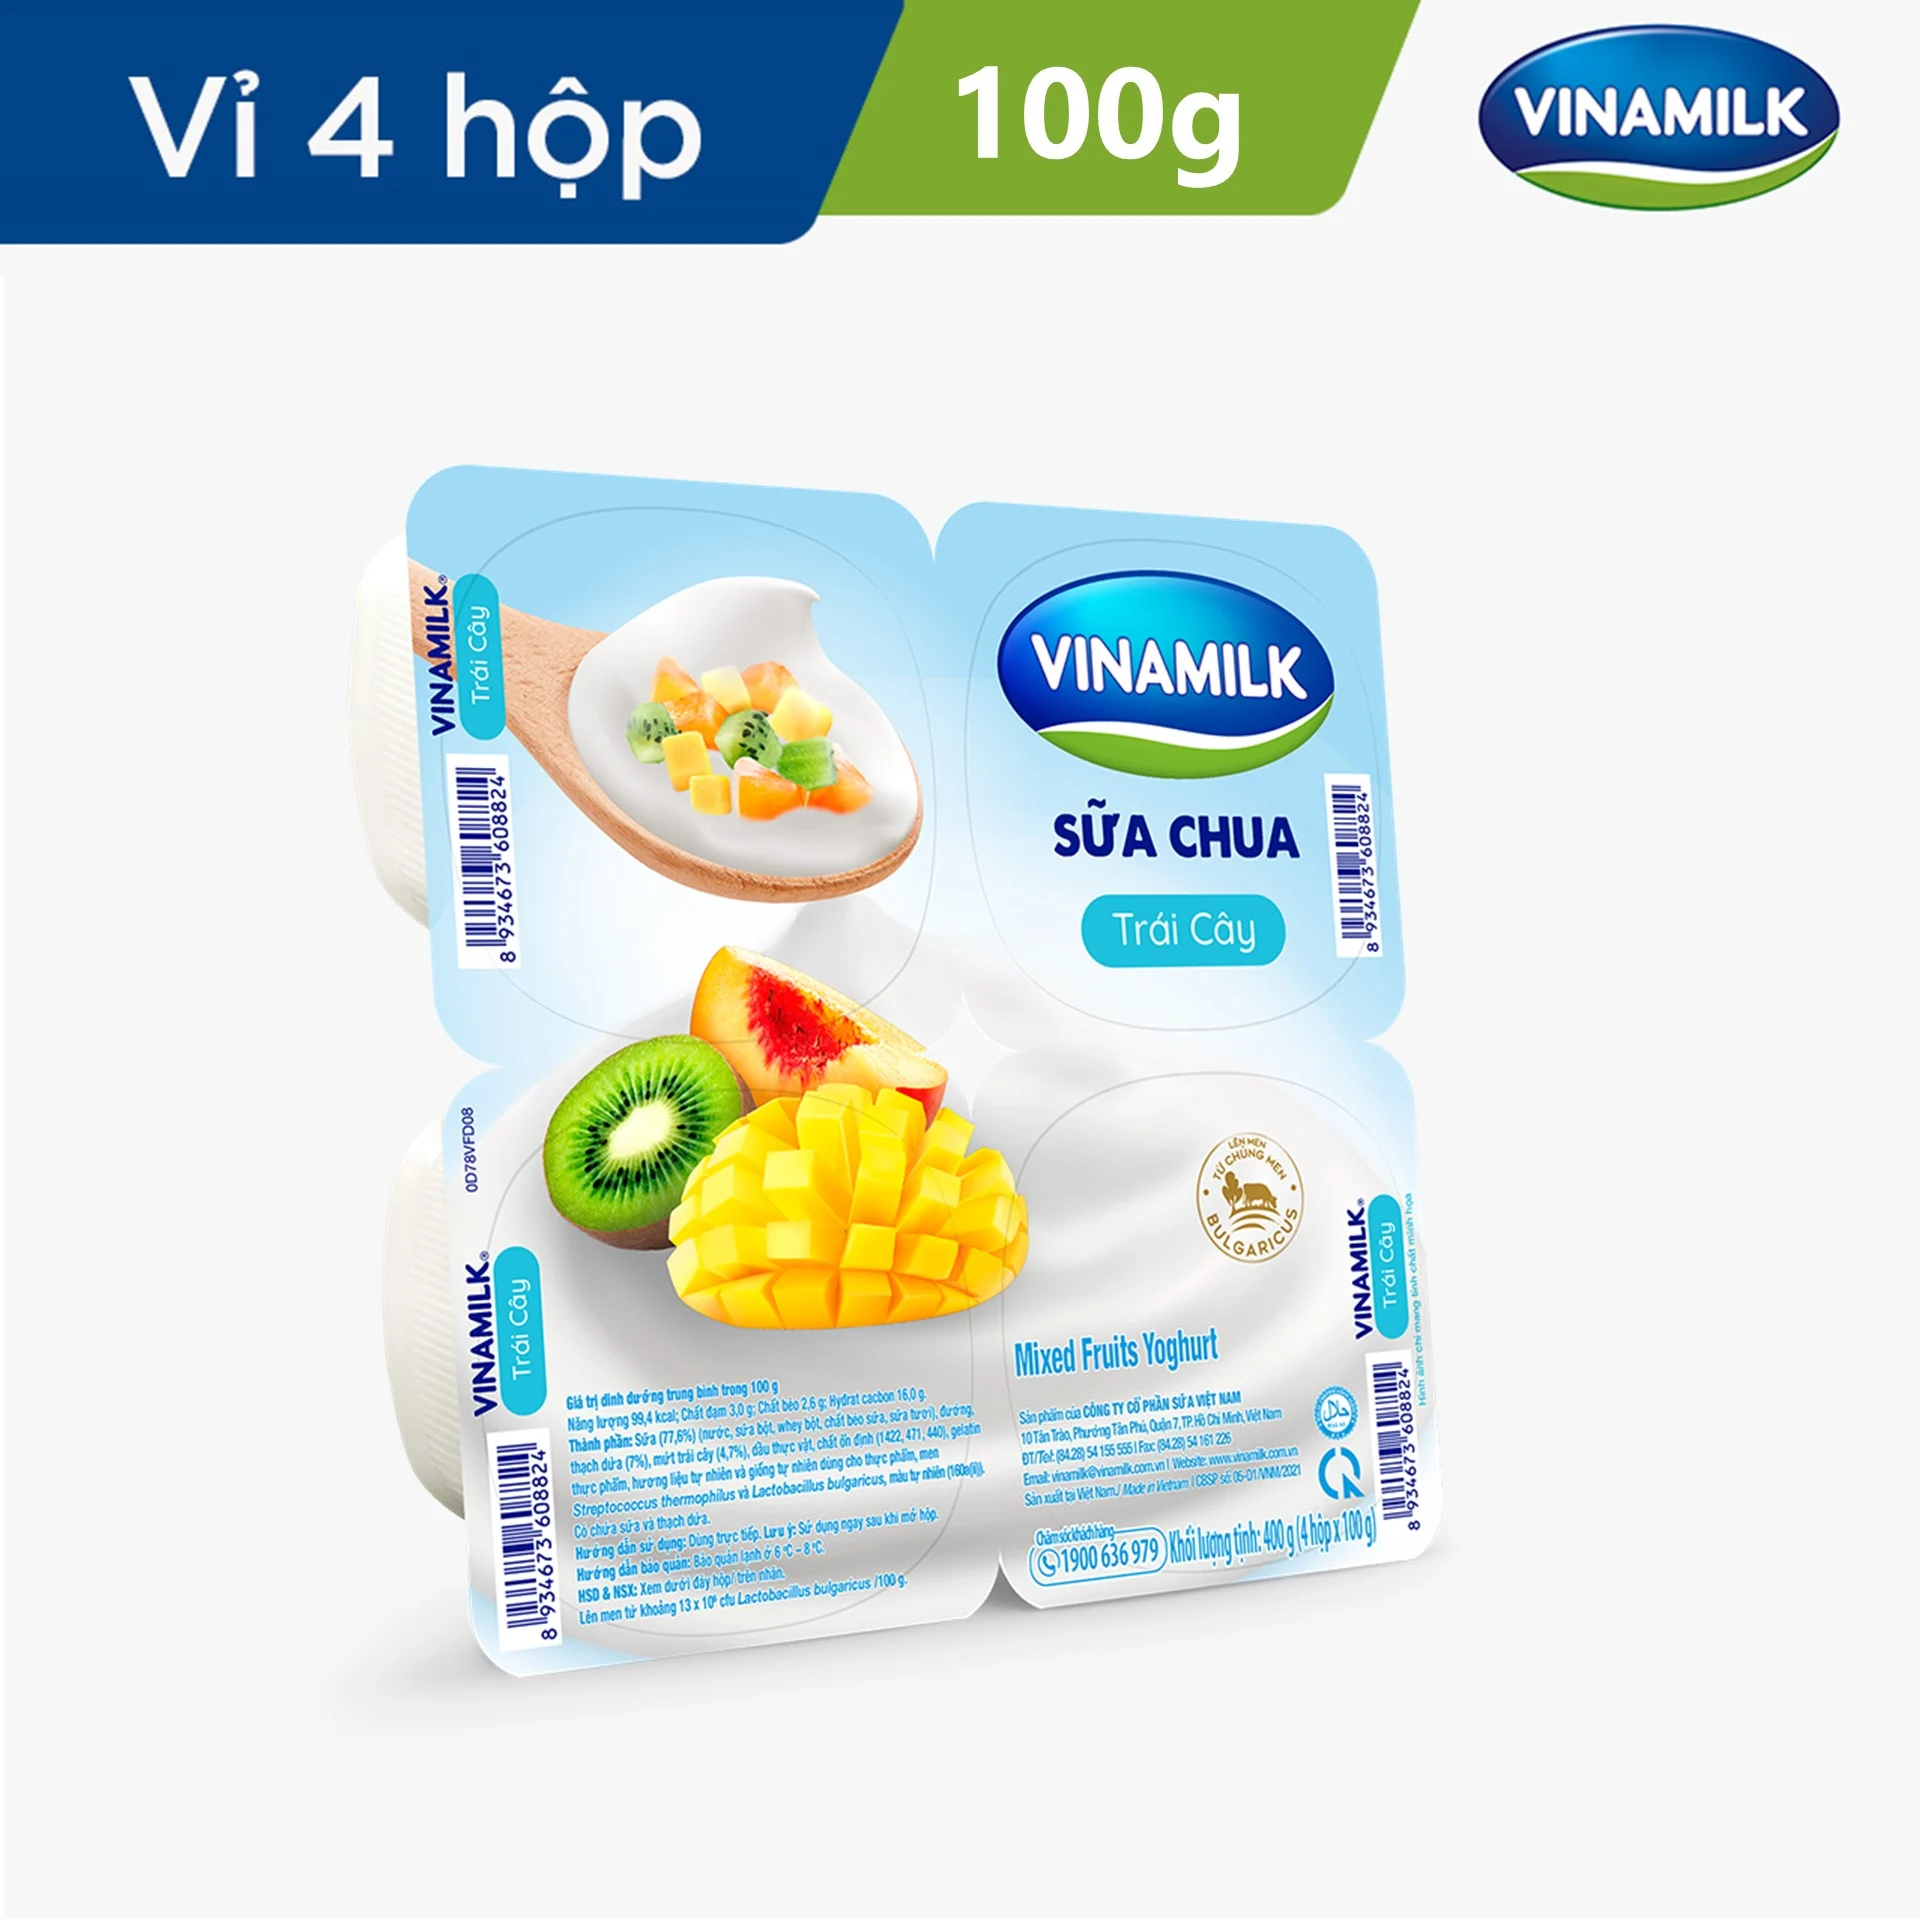 Vỉ 4 hộp
100g
VINAMILK
VINAMILK®
Trái Cây
8 934673 608824
VINAMILK
SỮA CHUA
Trái Cây
8 934673 608824
0D78VFD08
VINAMILK®
Trái Cây
8 934673 608824
LÊN MEN
TỪ CHỦNG MEN
BULGARICUS
VINAMILK®
Trái Cây
Hình ảnh chỉ mang tính chất minh họa
8 934673 608824
Giá trị dinh dưỡng trung bình trong 100 g
Năng lượng 99,4 kcal; Chất đạm 3,0 g; Chất béo 2,6 g; Hydrat cacbon 16,0 g.
Thành phần: Sữa (77,6%) (nước, sữa bột, whey bột, chất béo sữa, sữa tươi), đường,
thạch dừa (7%), mứt trái cây (4,7%), dầu thực vật, chất ổn định (1422, 471, 440), gelatin
thực phẩm, hương liệu tự nhiên và giống tự nhiên dùng cho thực phẩm, men
Streptococcus thermophilus và Lactobacillus bulgaricus, màu tự nhiên (160a(ii)).
Có chứa sữa và thạch dừa.
Hướng dẫn sử dụng: Dùng trực tiếp. Lưu ý: Sử dụng ngay sau khi mở hộp.
Hướng dẫn bảo quản: Bảo quản lạnh ở 6 °C – 8 °C.
HSD & NSX: Xem dưới đáy hộp/ trên nhãn.
Lên men từ khoảng 13 x 10⁶ cfu Lactobacillus bulgaricus /100 g.
Mixed Fruits Yoghurt
Sản phẩm của CÔNG TY CỔ PHẦN SỮA VIỆT NAM
10 Tân Trào, Phường Tân Phú, Quận 7, TP. Hồ Chí Minh, Việt Nam
ĐT/Tel: (84.28) 54 155 555 I Fax: (84.28) 54 161 226
Email: vinamilk@vinamilk.com.vn I Website: www.vinamilk.com.vn
Sản xuất tại Việt Nam./ Made in Vietnam I CBSP số: 05-D1/VNM/2021
Chăm sóc khách hàng
1900 636 979
Khối lượng tịnh: 400 g (4 hộp x 100 g)